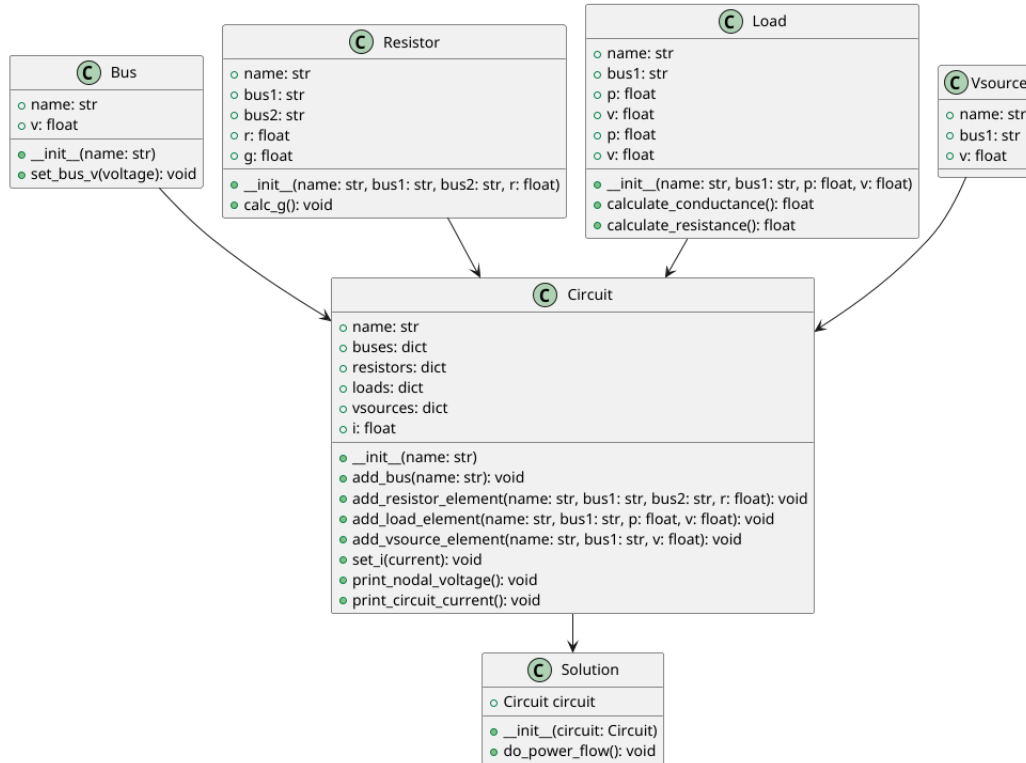 C Bus
+ name: str
+ v: float
__init__(name: str)
set_bus_v(voltage): void
C Resistor
+ name: str
bus1: str
bus2: str
r: float
g: float
__init__(name: str, bus1: str, bus2: str, r: float)
calc_g(): void
C Load
name: str
bus1: str
p: float
v: float
p: float
v: float
__init__(name: str, bus1: str, p: float, v: float)
calculate_conductance(): float
calculate_resistance(): float
C Vsource
name: str
bus1: str
v: float
C Circuit
name: str
buses: dict
resistors: dict
loads: dict
vsources: dict
i: float
__init__(name: str)
add_bus(name: str): void
add_resistor_element(name: str, bus1: str, bus2: str, r: float): void
add_load_element(name: str, bus1: str, p: float, v: float): void
add_vsource_element(name: str, bus1: str, v: float): void
set_i(current): void
print_nodal_voltage(): void
print_circuit_current(): void
C Solution
Circuit circuit
__init__(circuit: Circuit)
do_power_flow(): void